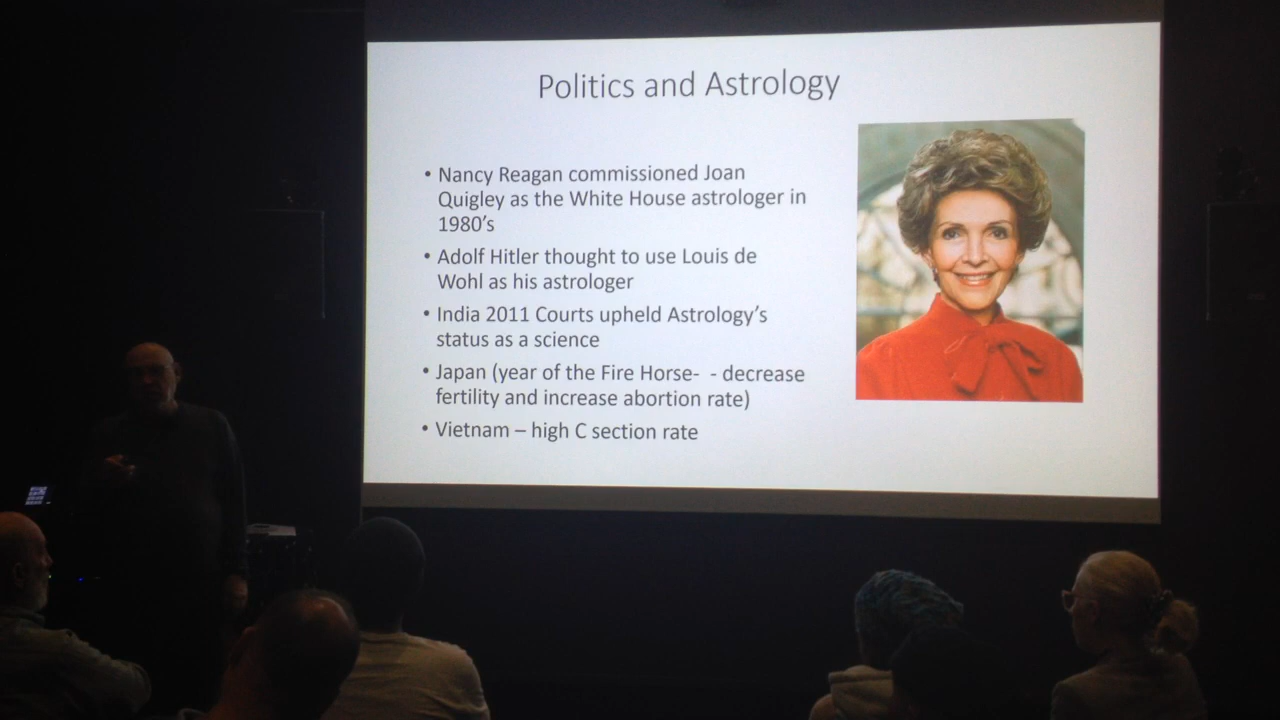 Politics and Astrology
• Nancy Reagan commissioned Joan
Quigley as the White House astrologer in
1980's
• Adolf Hitler thought to use Louis de
Wohl as his astrologer
• India 2011 Courts upheld Astrology's
status as a science
• Japan (year of the Fire Horse- - decrease
fertility and increase abortion rate)
• Vietnam – high C section rate